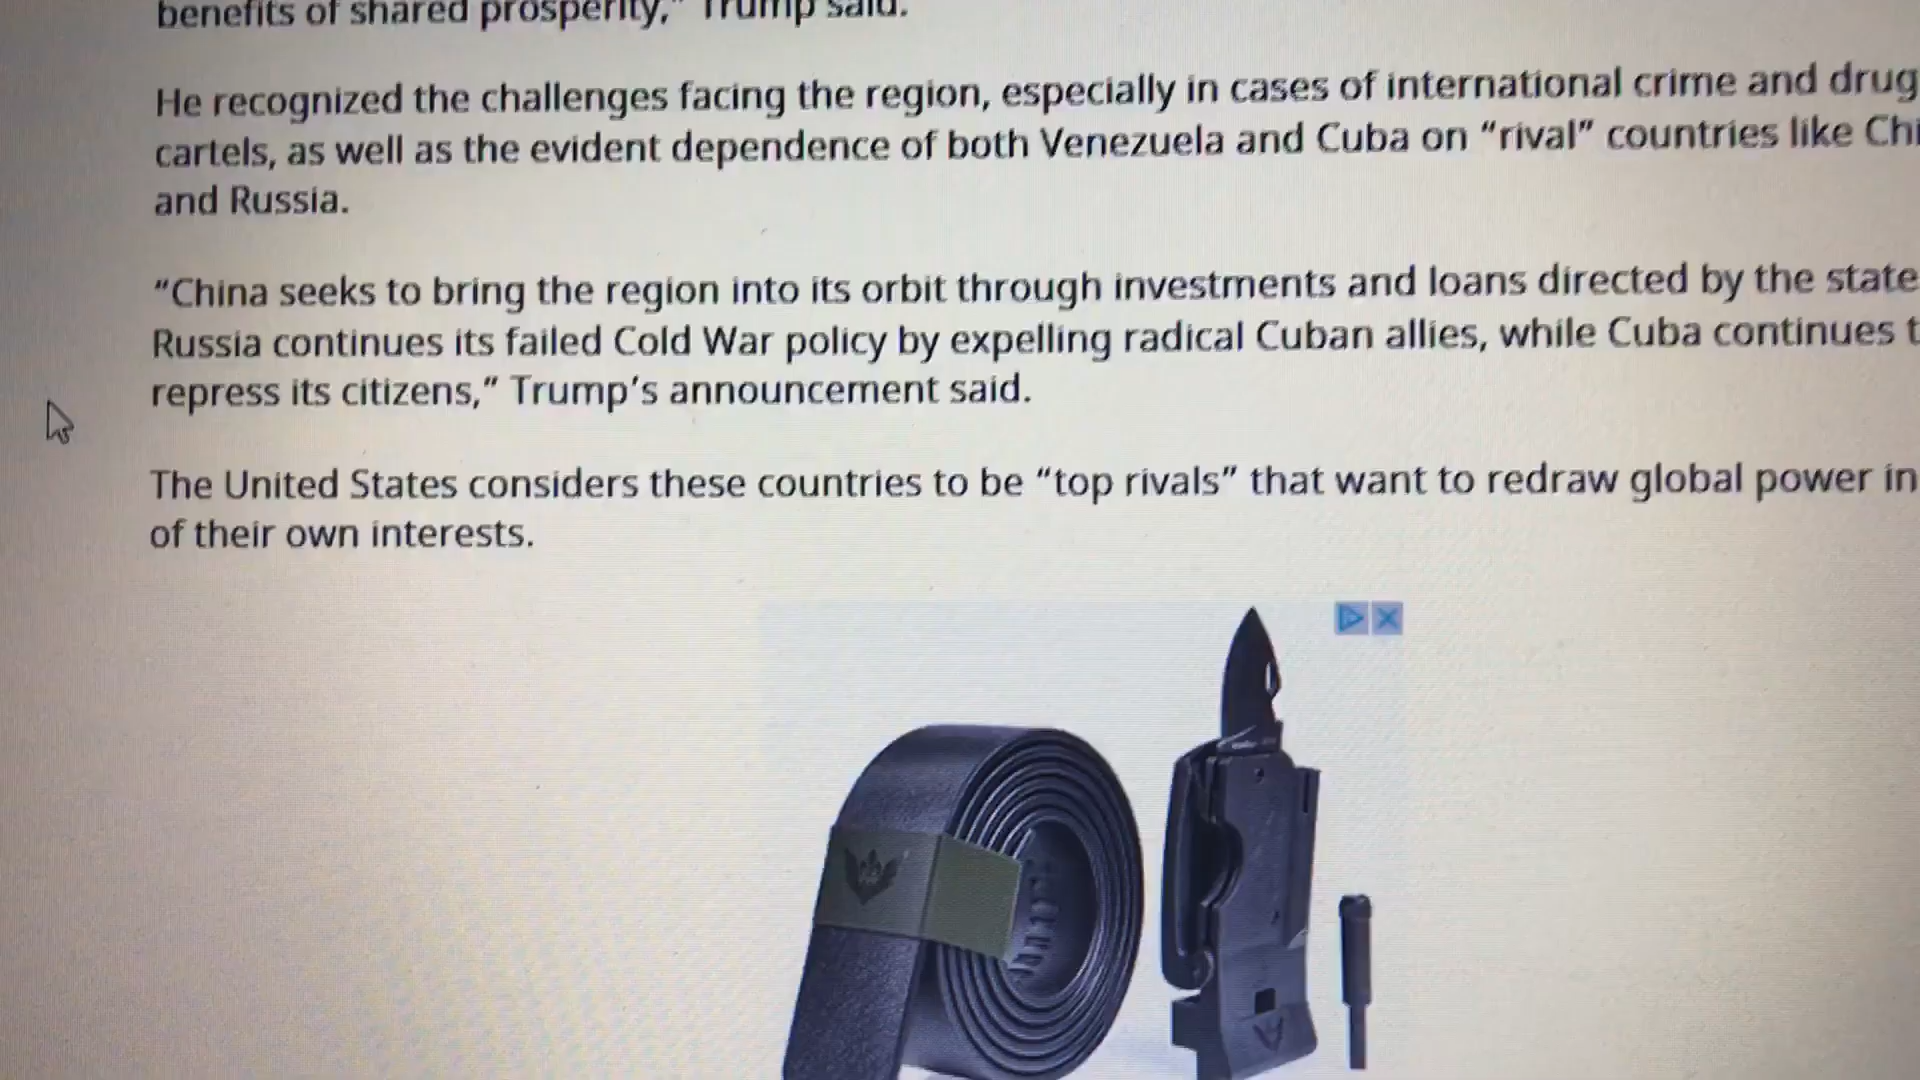 benefits of shared prosperity," Trump said.
He recognized the challenges facing the region, especially in cases of international crime and drug
cartels, as well as the evident dependence of both Venezuela and Cuba on “rival” countries like Chi
and Russia.
“China seeks to bring the region into its orbit through investments and loans directed by the state
Russia continues its failed Cold War policy by expelling radical Cuban allies, while Cuba continues t
repress its citizens,” Trump’s announcement said.
The United States considers these countries to be “top rivals” that want to redraw global power in
of their own interests.